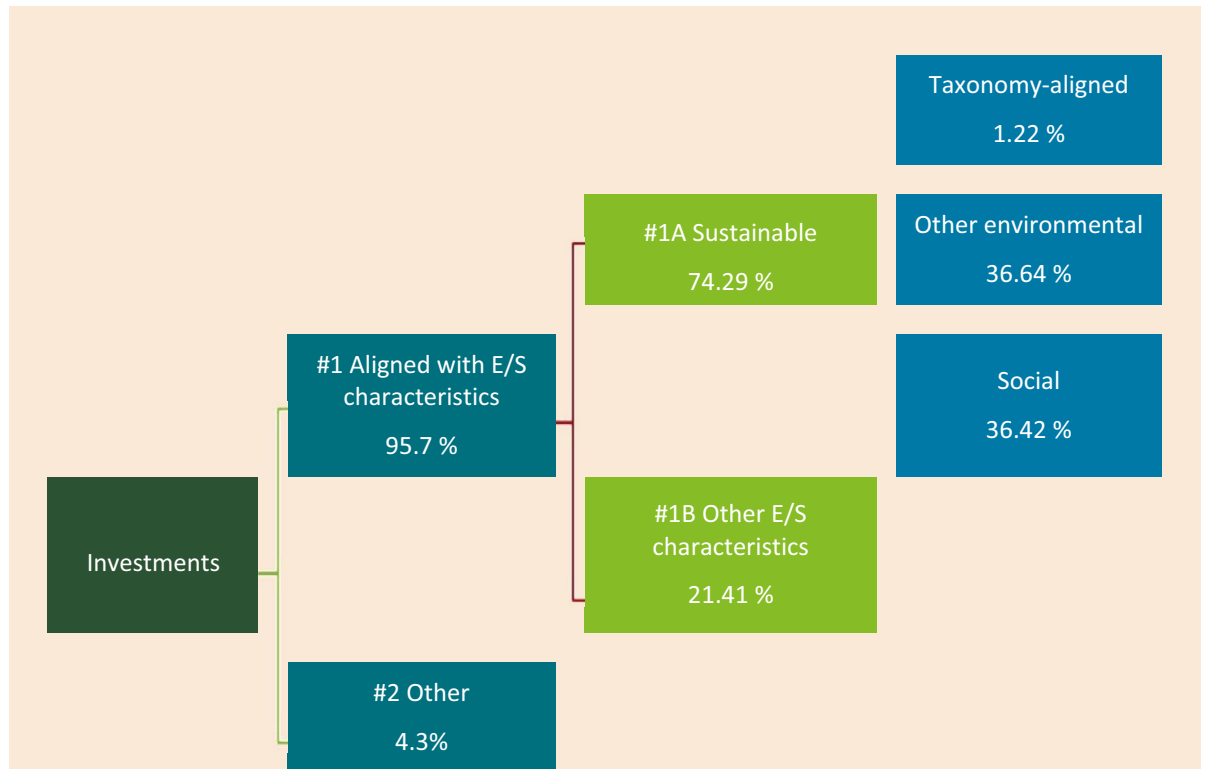 Taxonomy-aligned
1.22 %
#1A Sustainable
74.29 %
Other environmental
36.64 %
#1 Aligned with E/S
characteristics
95.7 %
Social
36.42 %
Investments
#1B Other E/S
characteristics
21.41 %
#2 Other
4.3%